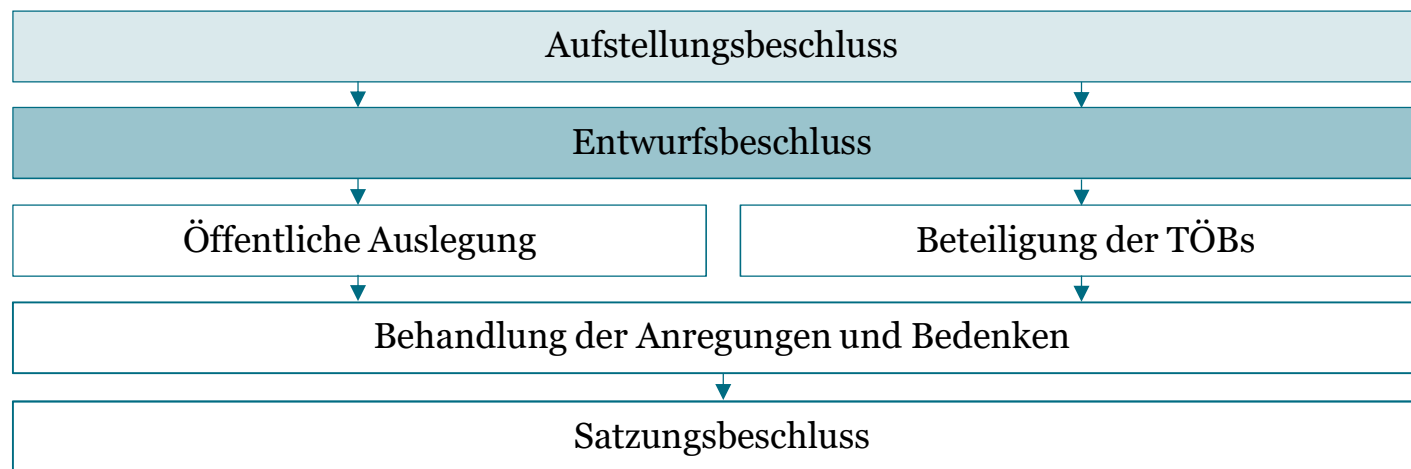 Aufstellungsbeschluss
Entwurfsbeschluss
Öffentliche Auslegung
Beteiligung der TÖBs
Behandlung der Anregungen und Bedenken
Satzungsbeschluss